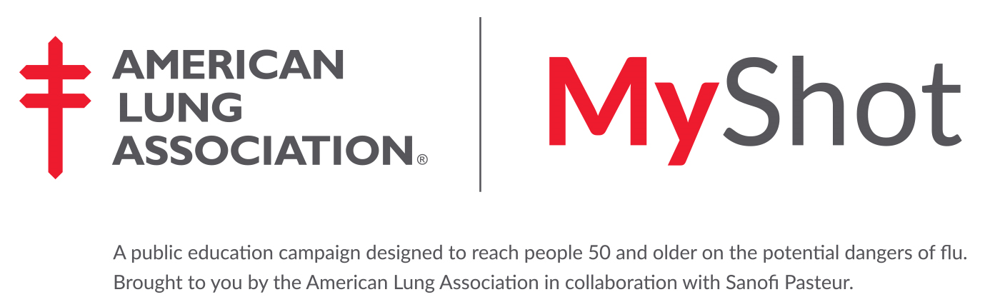 AMERICAN
LUNG
ASSOCIATION®
MyShot
A public education campaign designed to reach people 50 and older on the potential dangers of flu.
Brought to you by the American Lung Association in collaboration with Sanofi Pasteur.